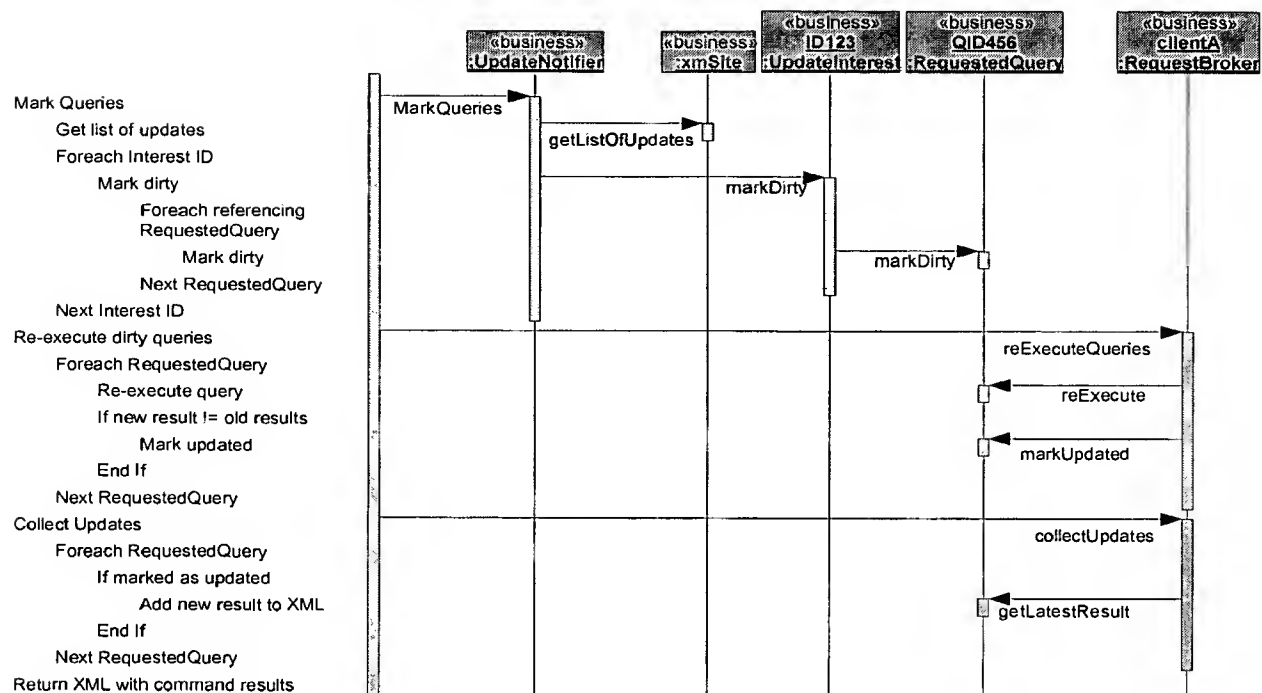 «business»
:UpdateNotifier
«business»
:xmSite
«business»
ID123
:UpdateInterest
«business»
QID456
:RequestedQuery
«business»
clientA
:RequestBroker
Mark Queries
Get list of updates
Foreach Interest ID
Mark dirty
Foreach referencing
RequestedQuery
Mark dirty
Next RequestedQuery
Next Interest ID
Re-execute dirty queries
Foreach RequestedQuery
Re-execute query
If new result != old results
Mark updated
End If
Next RequestedQuery
Collect Updates
Foreach RequestedQuery
If marked as updated
Add new result to XML
End If
Next RequestedQuery
Return XML with command results
MarkQueries
getListOfUpdates
markDirty
markDirty
reExecuteQueries
reExecute
markUpdated
collectUpdates
getLatestResult